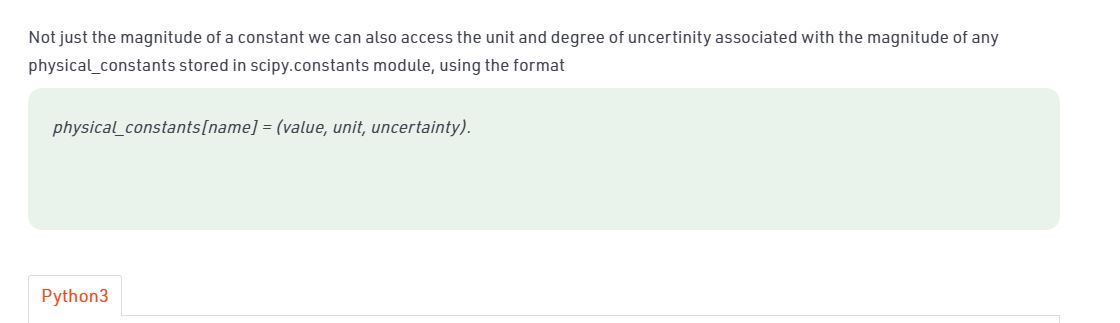 Not just the magnitude of a constant we can also access the unit and degree of uncertinity associated with the magnitude of any
physical_constants stored in scipy.constants module, using the format
physical_constants[name] = (value, unit, uncertainty).
Python3